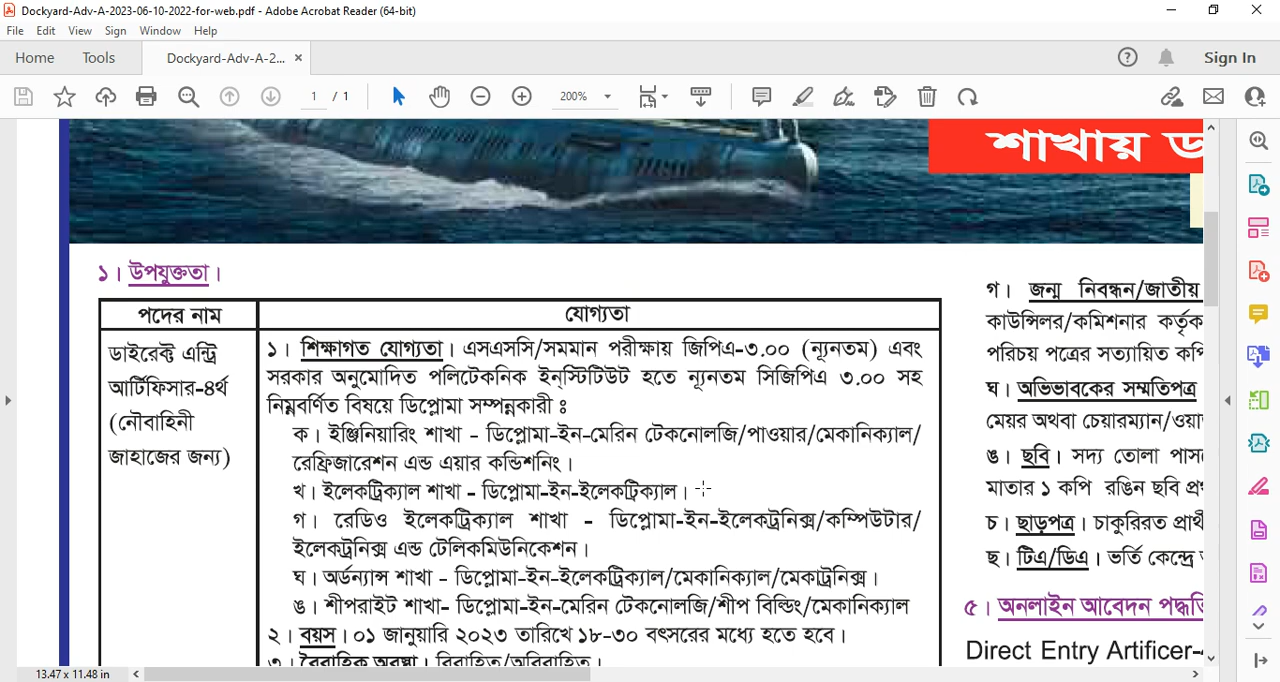 Dockyard-Adv-A-2023-06-10-2022-for-web.pdf - Adobe Acrobat Reader (64-bit)
File Edit View Sign Window Help
Home Tools Dockyard-Adv-A-2... × Sign In
1 / 1 200%
শাখায় ড
১। উপযুক্ততা।
পদের নাম
যোগ্যতা
ডাইরেক্ট এন্ট্রি
আর্টিফিসার-৪র্থ
(নৌবাহিনী
জাহাজের জন্য)
১। শিক্ষাগত যোগ্যতা। এসএসসি/সমমান পরীক্ষায় জিপিএ-৩.০০ (ন্যূনতম) এবং
সরকার অনুমোদিত পলিটেকনিক ইনস্টিটিউট হতে ন্যূনতম সিজিপিএ ৩.০০ সহ
নিম্নবর্ণিত বিষয়ে ডিপ্লোমা সম্পন্নকারী ঃ
ক। ইঞ্জিনিয়ারিং শাখা - ডিপ্লোমা-ইন-মেরিন টেকনোলজি/পাওয়ার/মেকানিক্যাল/
রেফ্রিজারেশন এন্ড এয়ার কন্ডিশনিং।
খ। ইলেকট্রিক্যাল শাখা - ডিপ্লোমা-ইন-ইলেকট্রিক্যাল।
গ। রেডিও ইলেকট্রিক্যাল শাখা - ডিপ্লোমা-ইন-ইলেকট্রনিক্স/কম্পিউটার/
ইলেকট্রনিক্স এন্ড টেলিকমিউনিকেশন।
ঘ। অর্ডন্যান্স শাখা - ডিপ্লোমা-ইন-ইলেকট্রিক্যাল/মেকানিক্যাল/মেকাট্রনিক্স।
ঙ। শীপরাইট শাখা- ডিপ্লোমা-ইন-মেরিন টেকনোলজি/শীপ বিল্ডিং/মেকানিক্যাল
২। বয়স। ০১ জানুয়ারি ২০২৩ তারিখে ১৮-৩০ বৎসরের মধ্যে হতে হবে।
৩। বৈবাহিক অবস্থা। বিবাহিত/অবিবাহিত।
গ। জন্ম নিবন্ধন/জাতীয়
কাউন্সিলর/কমিশনার কর্তৃক
পরিচয় পত্রের সত্যায়িত কপি
ঘ। অভিভাবকের সম্মতিপত্র
মেয়র অথবা চেয়ারম্যান/ওয়া
ঙ। ছবি। সদ্য তোলা পাস
মাতার ১ কপি রঙিন ছবি প্র
চ। ছাড়পত্র। চাকুরিরত প্রার্থী
ছ। টিএ/ডিএ। ভর্তি কেন্দ্রে
৫। অনলাইন আবেদন পদ্ধতি
Direct Entry Artificer-
13.47 x 11.48 in